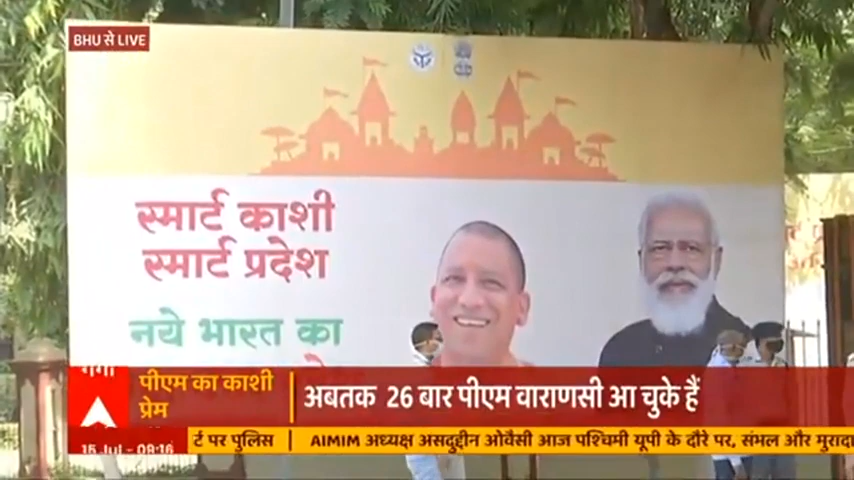 BHU से LIVE
स्मार्ट काशी
स्मार्ट प्रदेश
नये भारत का
गंगा
पीएम का काशी
प्रेम
अबतक 26 बार पीएम वाराणसी आ चुके हैं
15 Jul - 09:16
र्ट पर पुलिस
AIMIM अध्यक्ष असदुद्दीन ओवैसी आज पश्चिमी यूपी के दौरे पर, संभल और मुरादा